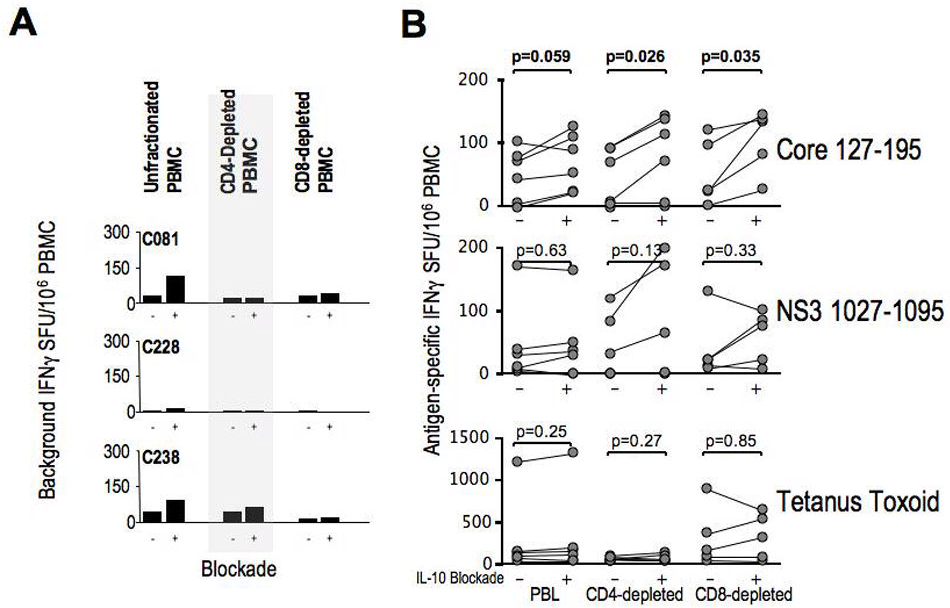 A
Unfractionated
PBMC
CD4-Depleted
PBMC
CD8-depleted
PBMC
Background IFNγ SFU/10⁶ PBMC
300
C081
150
0
- + - + - +
300
C228
150
0
- + - + - +
300
C238
150
0
- + - + - +
Blockade
B
Antigen-specific IFNγ SFU/10⁶ PBMC
p=0.059 p=0.026 p=0.035
200
100
0
Core 127-195
− + − + − +
200
p=0.63 p=0.13 p=0.33
100
0
NS3 1027-1095
− + − + − +
p=0.25 p=0.27 p=0.85
1500
1000
500
0
Tetanus Toxoid
IL-10 Blockade − + − + − +
PBL CD4-depleted CD8-depleted